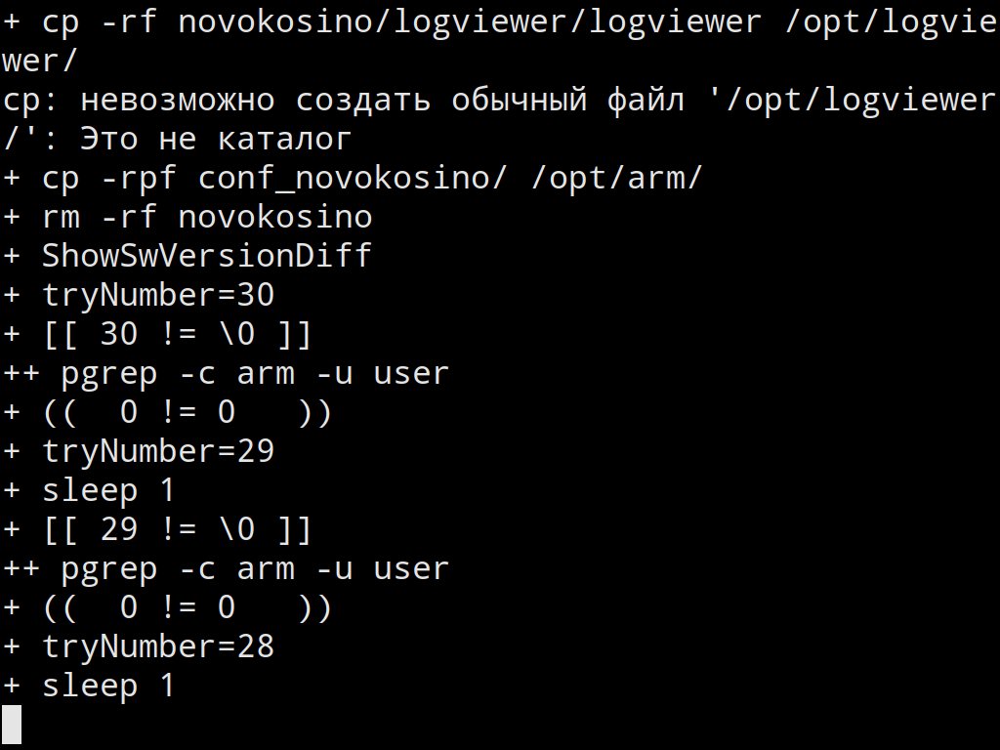 + cp -rf novokosino/logviewer/logviewer /opt/logvie
wer/
cp: невозможно создать обычный файл '/opt/logviewer
/': Это не каталог
+ cp -rpf conf_novokosino/ /opt/arm/
+ rm -rf novokosino
+ ShowSwVersionDiff
+ tryNumber=30
+ [[ 30 != \0 ]]
++ pgrep -c arm -u user
+ ((  0 != 0   ))
+ tryNumber=29
+ sleep 1
+ [[ 29 != \0 ]]
++ pgrep -c arm -u user
+ ((  0 != 0   ))
+ tryNumber=28
+ sleep 1